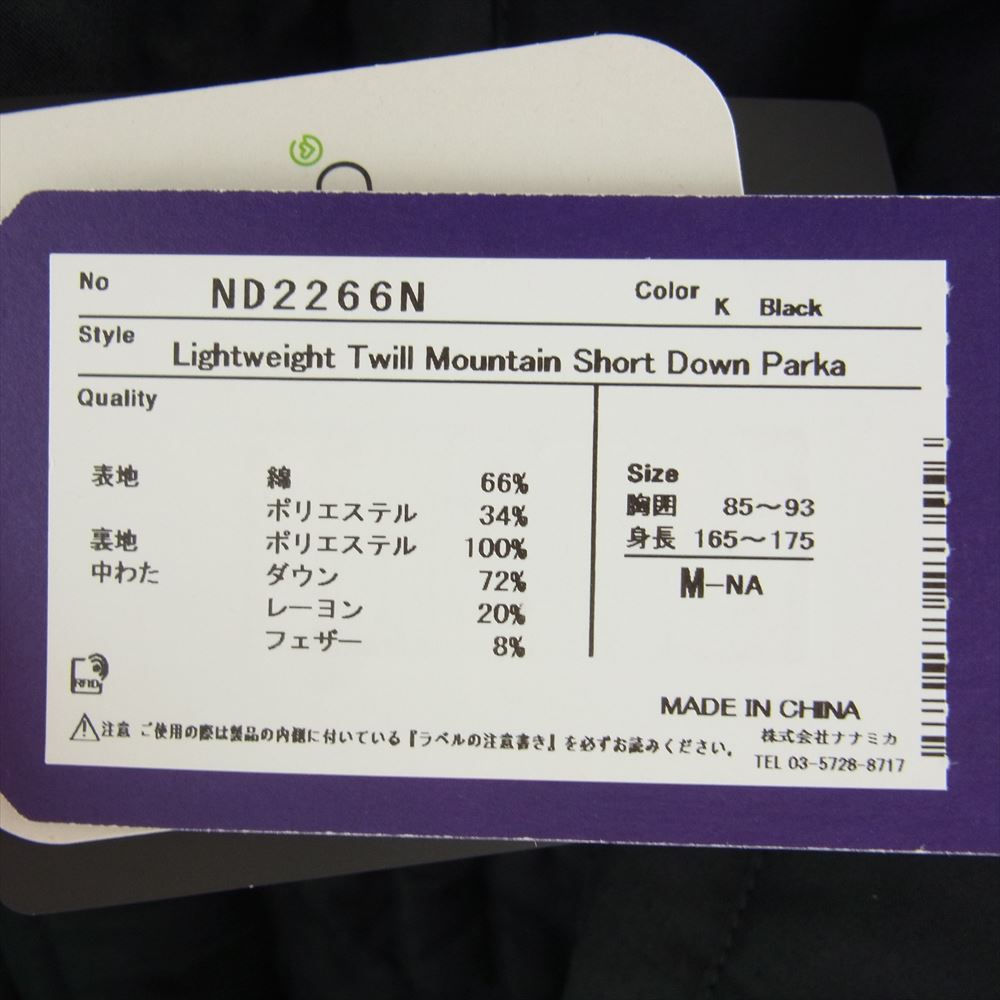 No ND2266N Color K Black
Style
Lightweight Twill Mountain Short Down Parka
Quality
表地 綿 66%
ポリエステル 34%
裏地 ポリエステル 100%
中わた ダウン 72%
レーヨン 20%
フェザー 8%
Size
胸囲 85～93
身長 165～175
M-NA
RFID
MADE IN CHINA
注意 ご使用の際は製品の内側に付いている『ラベルの注意書き』を必ずお読みください。
株式会社ナナミカ
TEL 03-5728-8717